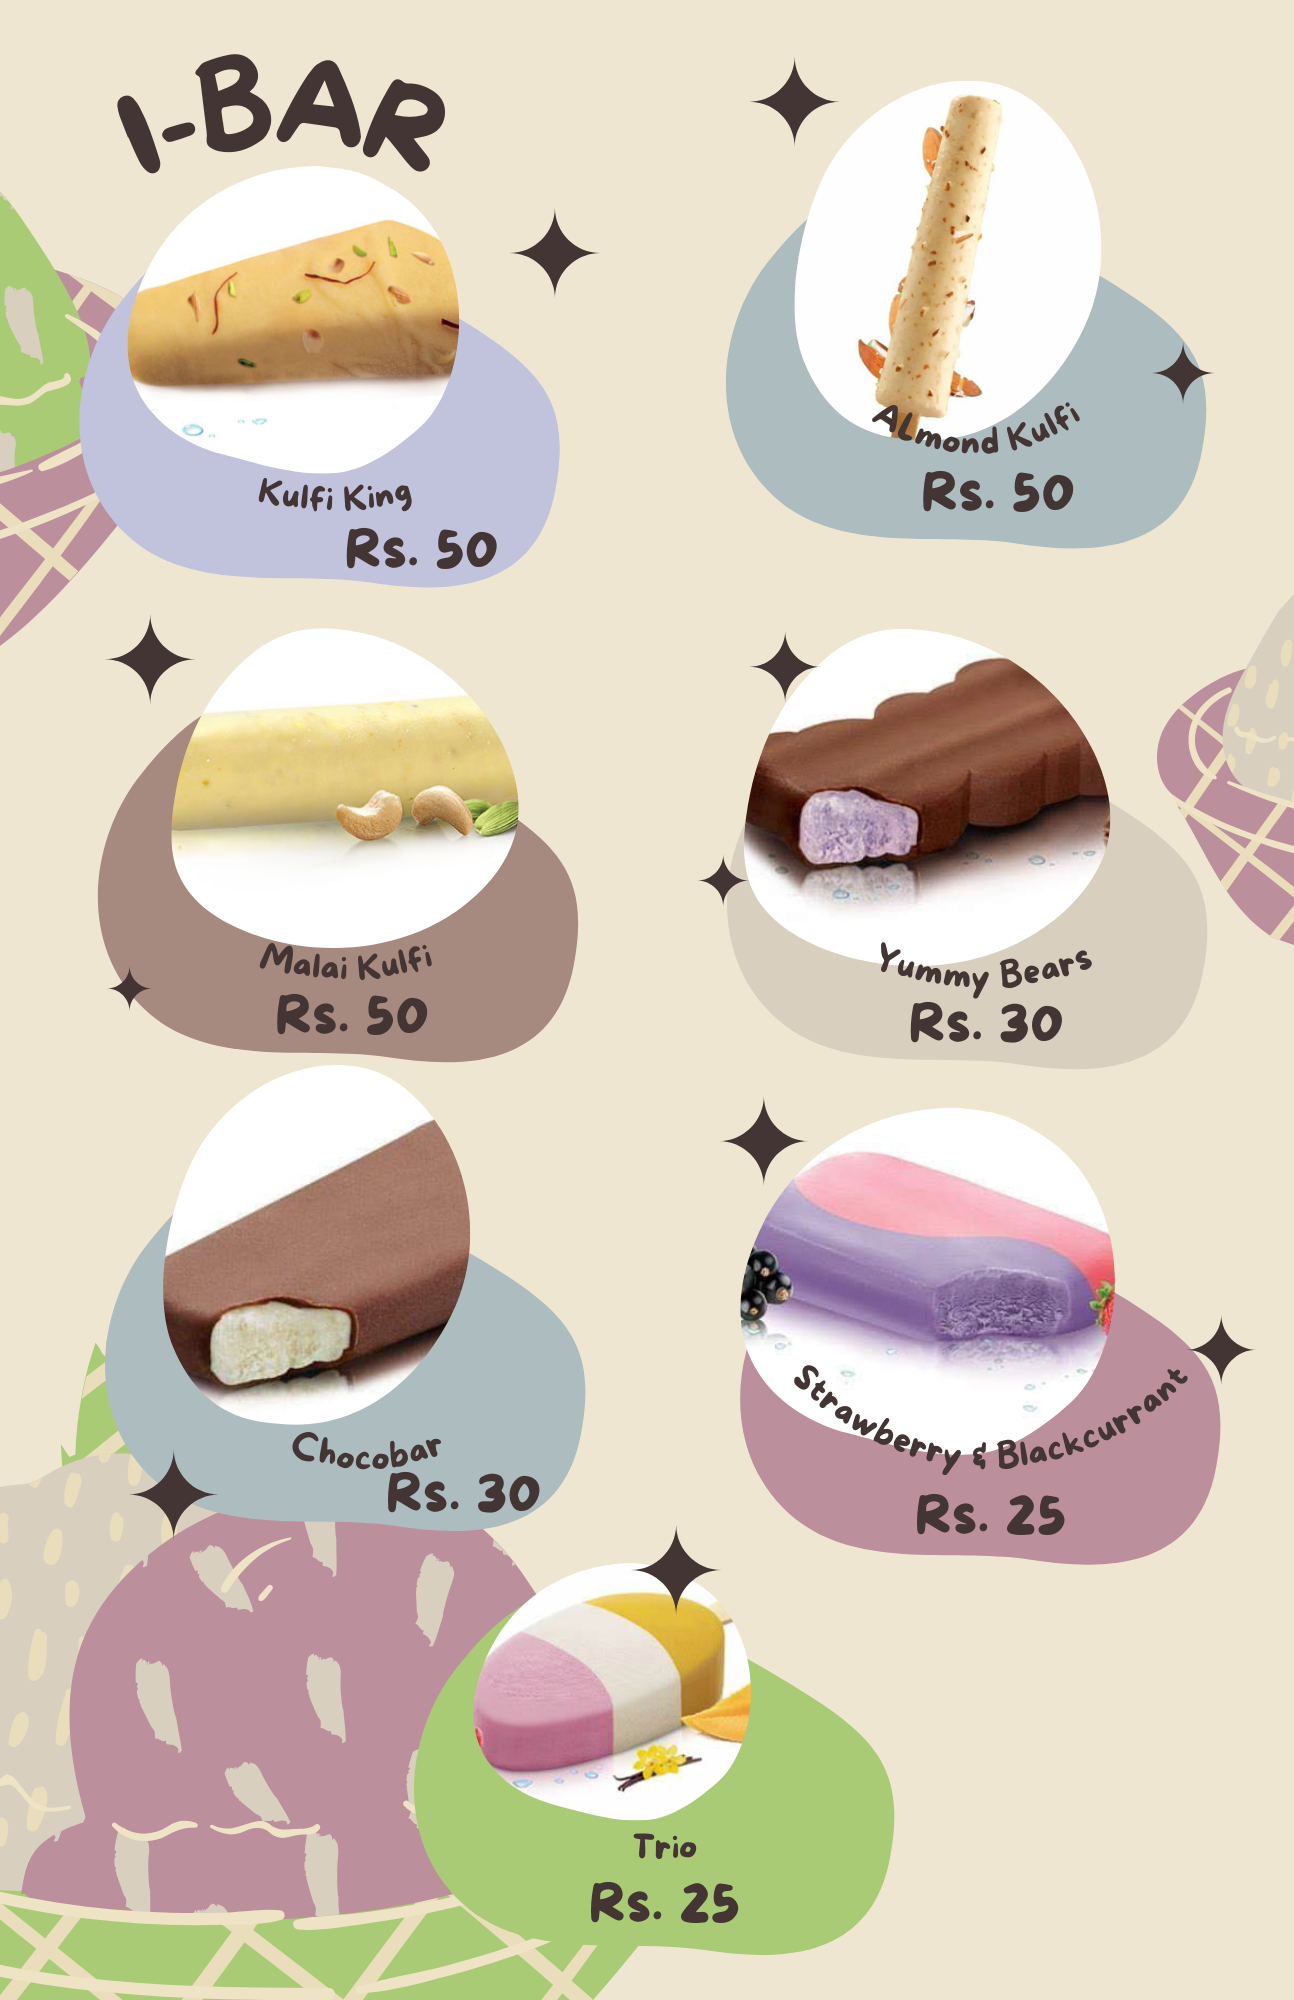 I-BAR
Kulfi King
Rs. 50
ALmond Kulfi
Rs. 50
Malai Kulfi
Rs. 50
Yummy Bears
Rs. 30
Chocobar
Rs. 30
Strawberry & Blackcurrant
Rs. 25
Trio
Rs. 25